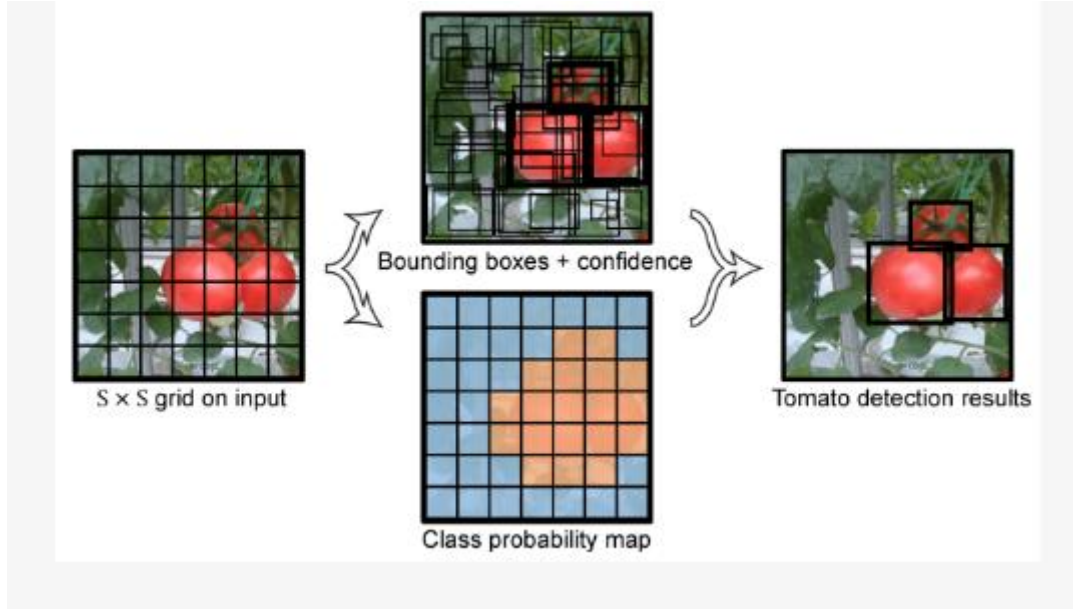 Bounding boxes + confidence
S × S grid on input
Tomato detection results
Class probability map